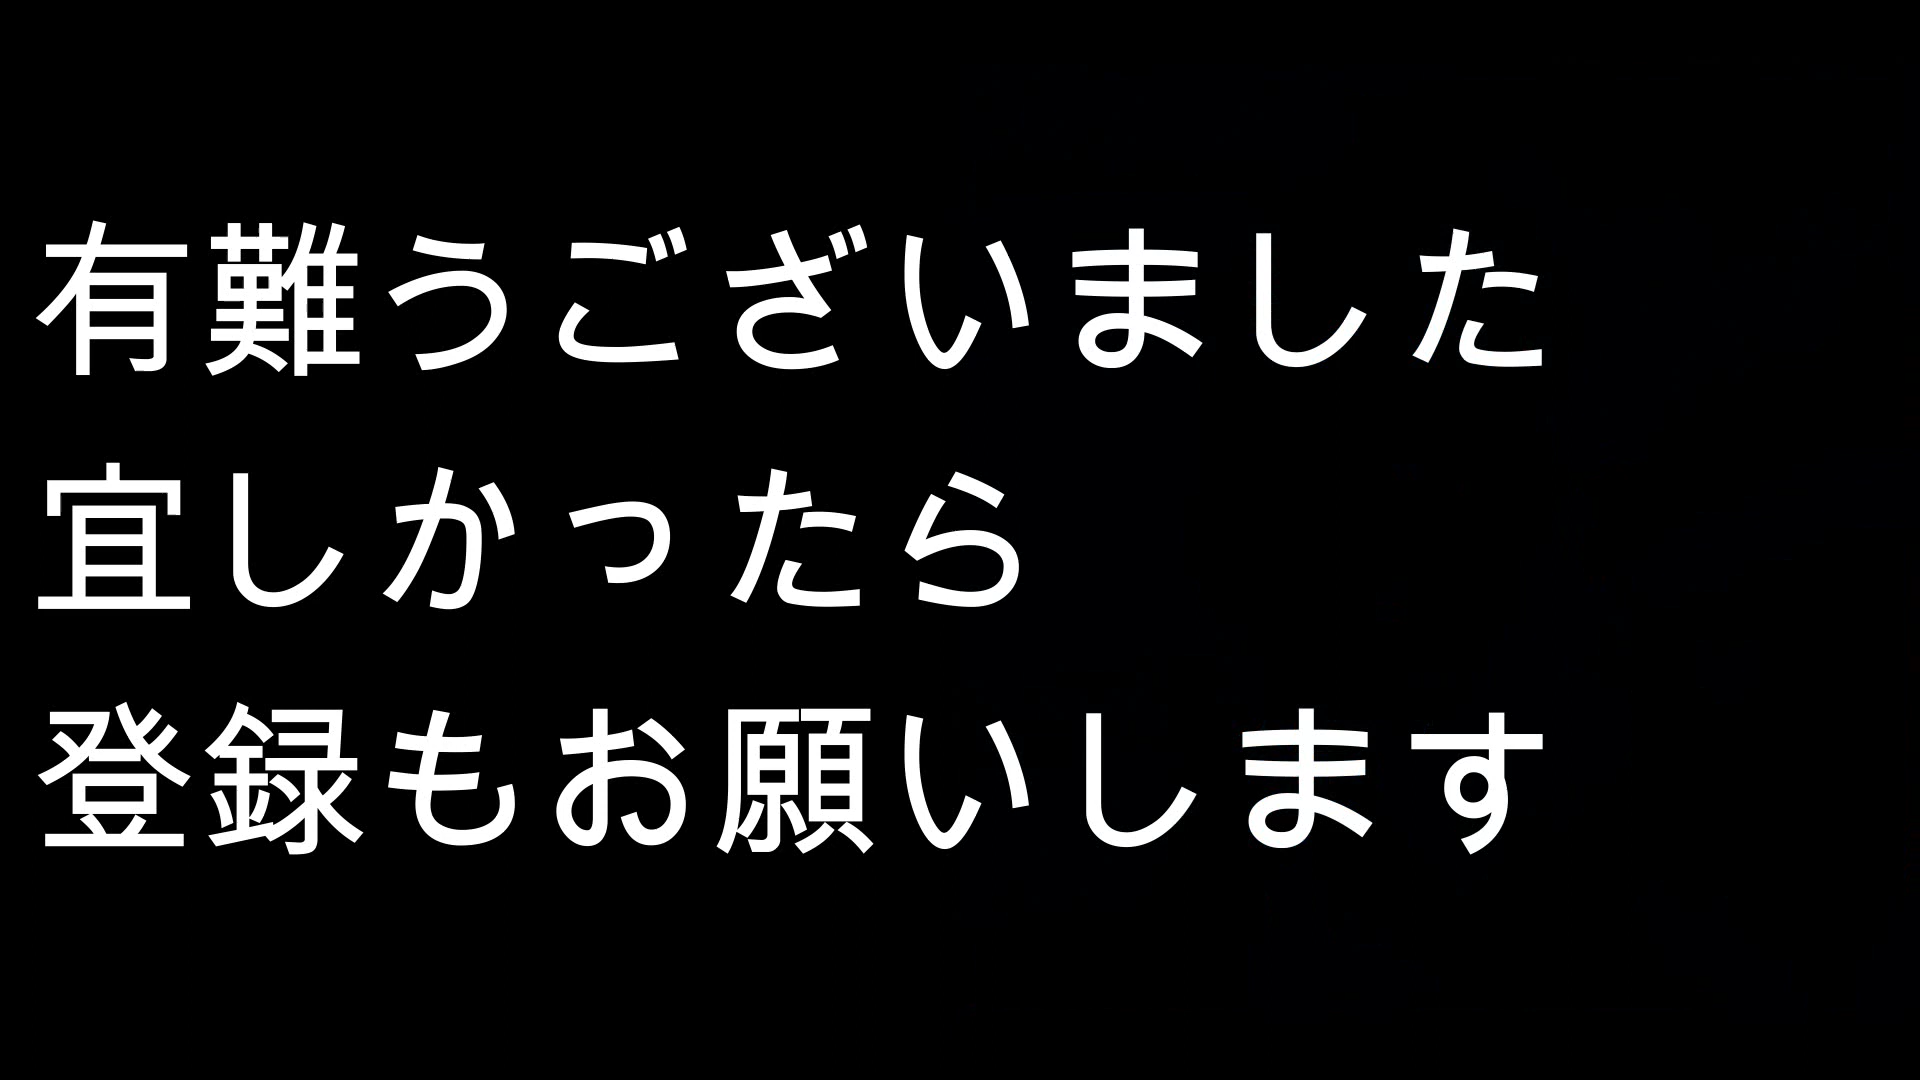 有難うございました
宜しかったら
登録もお願いします